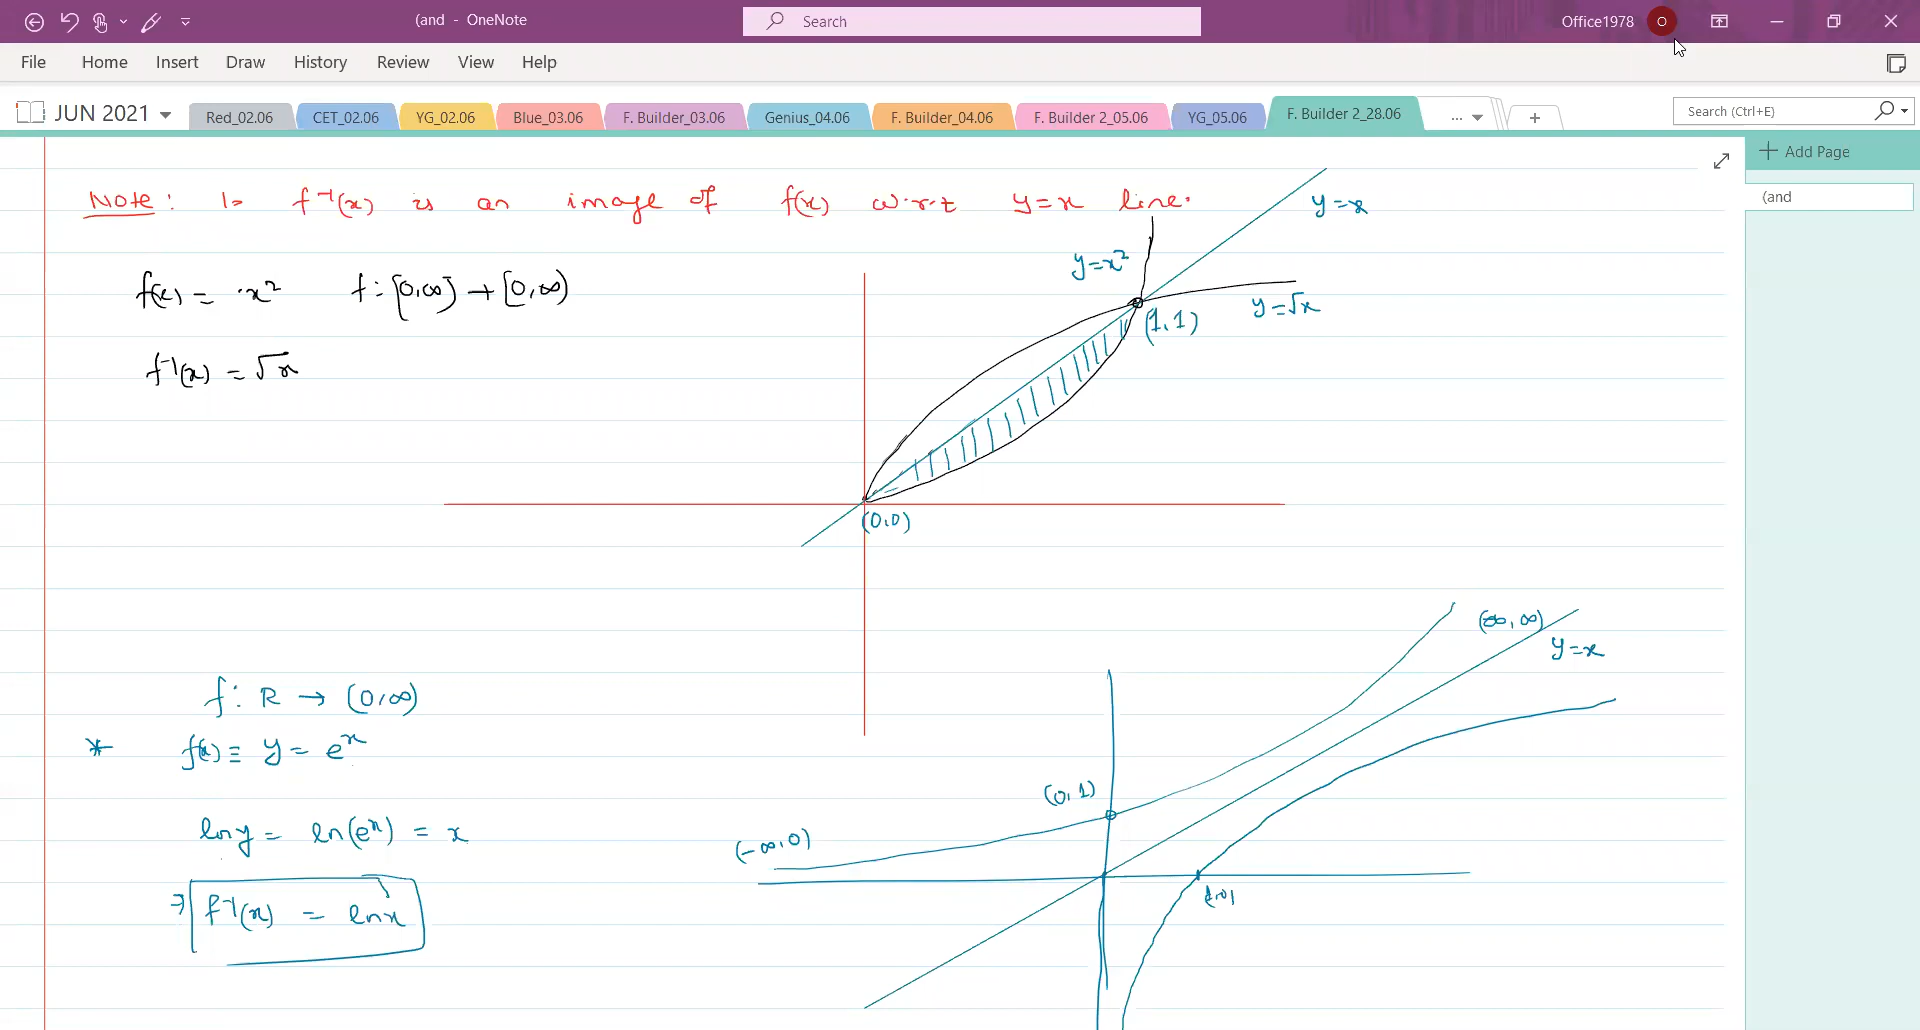 (and - OneNote
Search
Office1978
O
File Home Insert Draw History Review View Help
JUN 2021
Red_02.06 CET_02.06 YG_02.06 Blue_03.06 F. Builder_03.06 Genius_04.06 F. Builder_04.06 F. Builder 2_05.06 YG_05.06 F. Builder 2_28.06 ... +
Search (Ctrl+E)
+ Add Page
(and
Note: 1- f⁻¹(x) is an image of f(x) w.r.t y=x line.
y=x
y=x²
f(x) = x² f: [0,∞) → [0,∞)
y=√x
(1,1)
f⁻¹(x) = √x
(0,0)
(∞,∞)
y=x
f: R → (0,∞)
* f(x) ≡ y = eˣ
(0,1)
ln y = ln(eˣ) = x
(-∞,0)
(1,0)
⇒ f⁻¹(x) = ln x